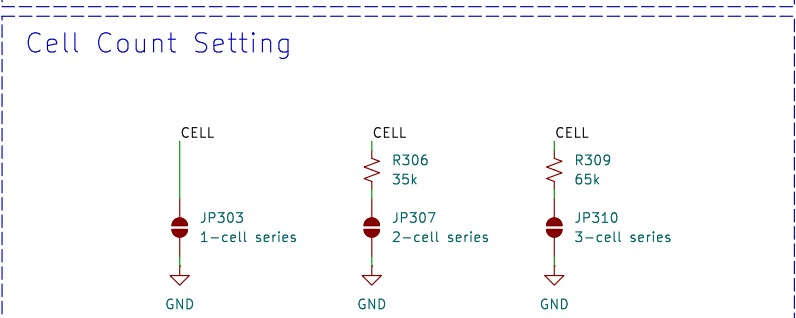 Cell Count Setting
CELL
CELL
CELL
R306
35k
R309
65k
JP303
1-cell series
JP307
2-cell series
JP310
3-cell series
GND
GND
GND